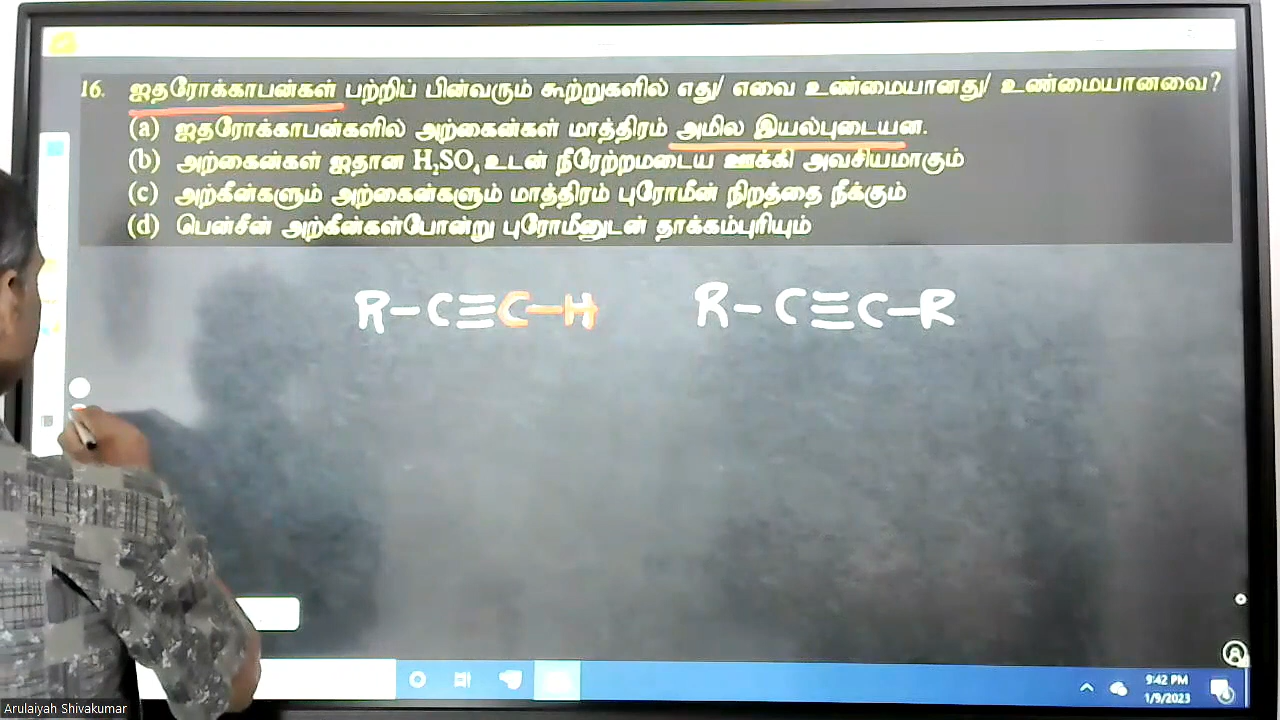 16. ஐதரோக்காபன்கள் பற்றிப் பின்வரும் கூற்றுகளில் எது/ எவை உண்மையானது/ உண்மையானவை?
(a) ஐதரோக்காபன்களில் அற்கைன்கள் மாத்திரம் அமில இயல்புடையன.
(b) அற்கைன்கள் ஐதான H₂SO₄ உடன் நீரேற்றமடைய ஊக்கி அவசியமாகும்
(c) அற்கீன்களும் அற்கைன்களும் மாத்திரம் புரோமீன் நிறத்தை நீக்கும்
(d) பென்சீன் அற்கீன்கள்போன்று புரோமீனுடன் தாக்கம்புரியும்
R-C≡C-H R-C≡C-R
9:42 PM
1/9/2023
Arulaiyah Shivakumar